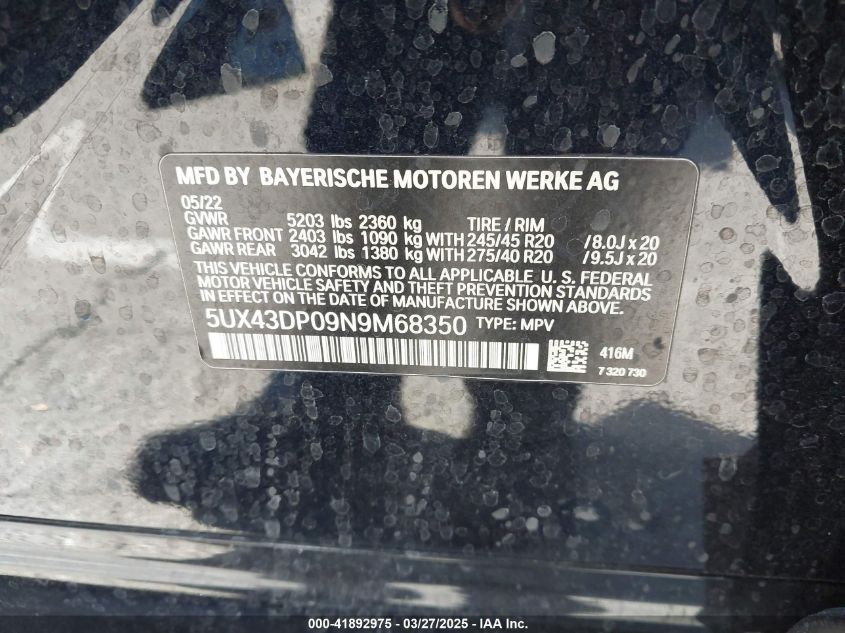 MFD BY BAYERISCHE MOTOREN WERKE AG
05/22
GVWR 5203 lbs 2360 kg TIRE / RIM
GAWR FRONT 2403 lbs 1090 kg WITH 245/45 R20 /8.0J x 20
GAWR REAR 3042 lbs 1380 kg WITH 275/40 R20 /9.5J x 20
THIS VEHICLE CONFORMS TO ALL APPLICABLE U. S. FEDERAL
MOTOR VEHICLE SAFETY AND THEFT PREVENTION STANDARDS
IN EFFECT ON THE DATE OF MANUFACTURE SHOWN ABOVE.
5UX43DP09N9M68350 TYPE: MPV
416M
7 320 730
000-41892975 - 03/27/2025 - IAA Inc.